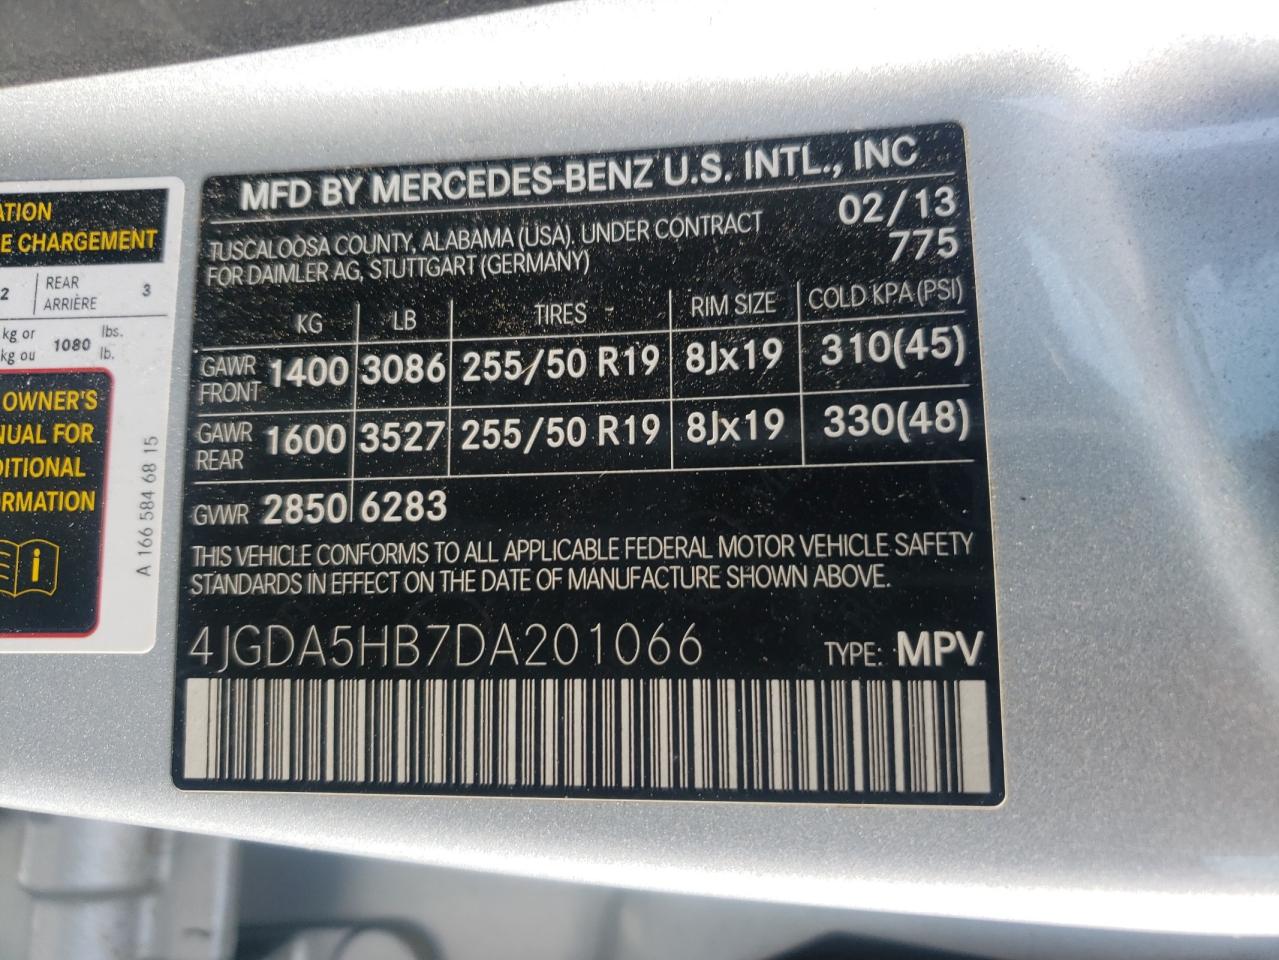 ATION
E CHARGEMENT
2 REAR ARRIÈRE 3
kg or
kg ou 1080 lbs. lb.
OWNER'S
NUAL FOR
DITIONAL
ORMATION
i
A 166 584 68 15
MFD BY MERCEDES-BENZ U.S. INTL., INC
TUSCALOOSA COUNTY, ALABAMA (USA), UNDER CONTRACT 02/13
FOR DAIMLER AG, STUTTGART (GERMANY) 775
KG LB TIRES RIM SIZE COLD KPA (PSI)
GAWR FRONT 1400 3086 255/50 R19 8Jx19 310(45)
GAWR REAR 1600 3527 255/50 R19 8Jx19 330(48)
GVWR 2850 6283
THIS VEHICLE CONFORMS TO ALL APPLICABLE FEDERAL MOTOR VEHICLE SAFETY
STANDARDS IN EFFECT ON THE DATE OF MANUFACTURE SHOWN ABOVE.
4JGDA5HB7DA201066 TYPE: MPV